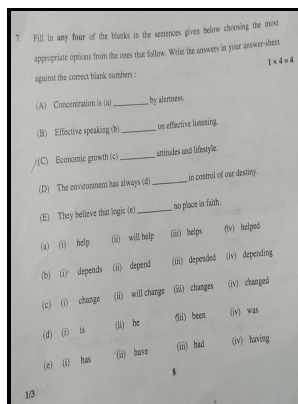 7. Fill in any four of the blanks in the sentences given below choosing the most
appropriate options from the ones that follow. Write the answers in your answer-sheet
against the correct blank numbers :
1 x 4 = 4
(A) Concentration is (a) ________ by alertness.
(B) Effective speaking (b) ________ on effective listening.
(C) Economic growth (c) ________ attitudes and lifestyle.
(D) The environment has always (d) ________ in control of our destiny.
(E) They believe that logic (e) ________ no place in faith.
(a) (i) help (ii) will help (iii) helps (iv) helped
(b) (i) depends (ii) depend (iii) depended (iv) depending
(c) (i) change (ii) will change (iii) changes (iv) changed
(d) (i) is (ii) be (iii) been (iv) was
(e) (i) has (ii) have (iii) had (iv) having
8
1/3